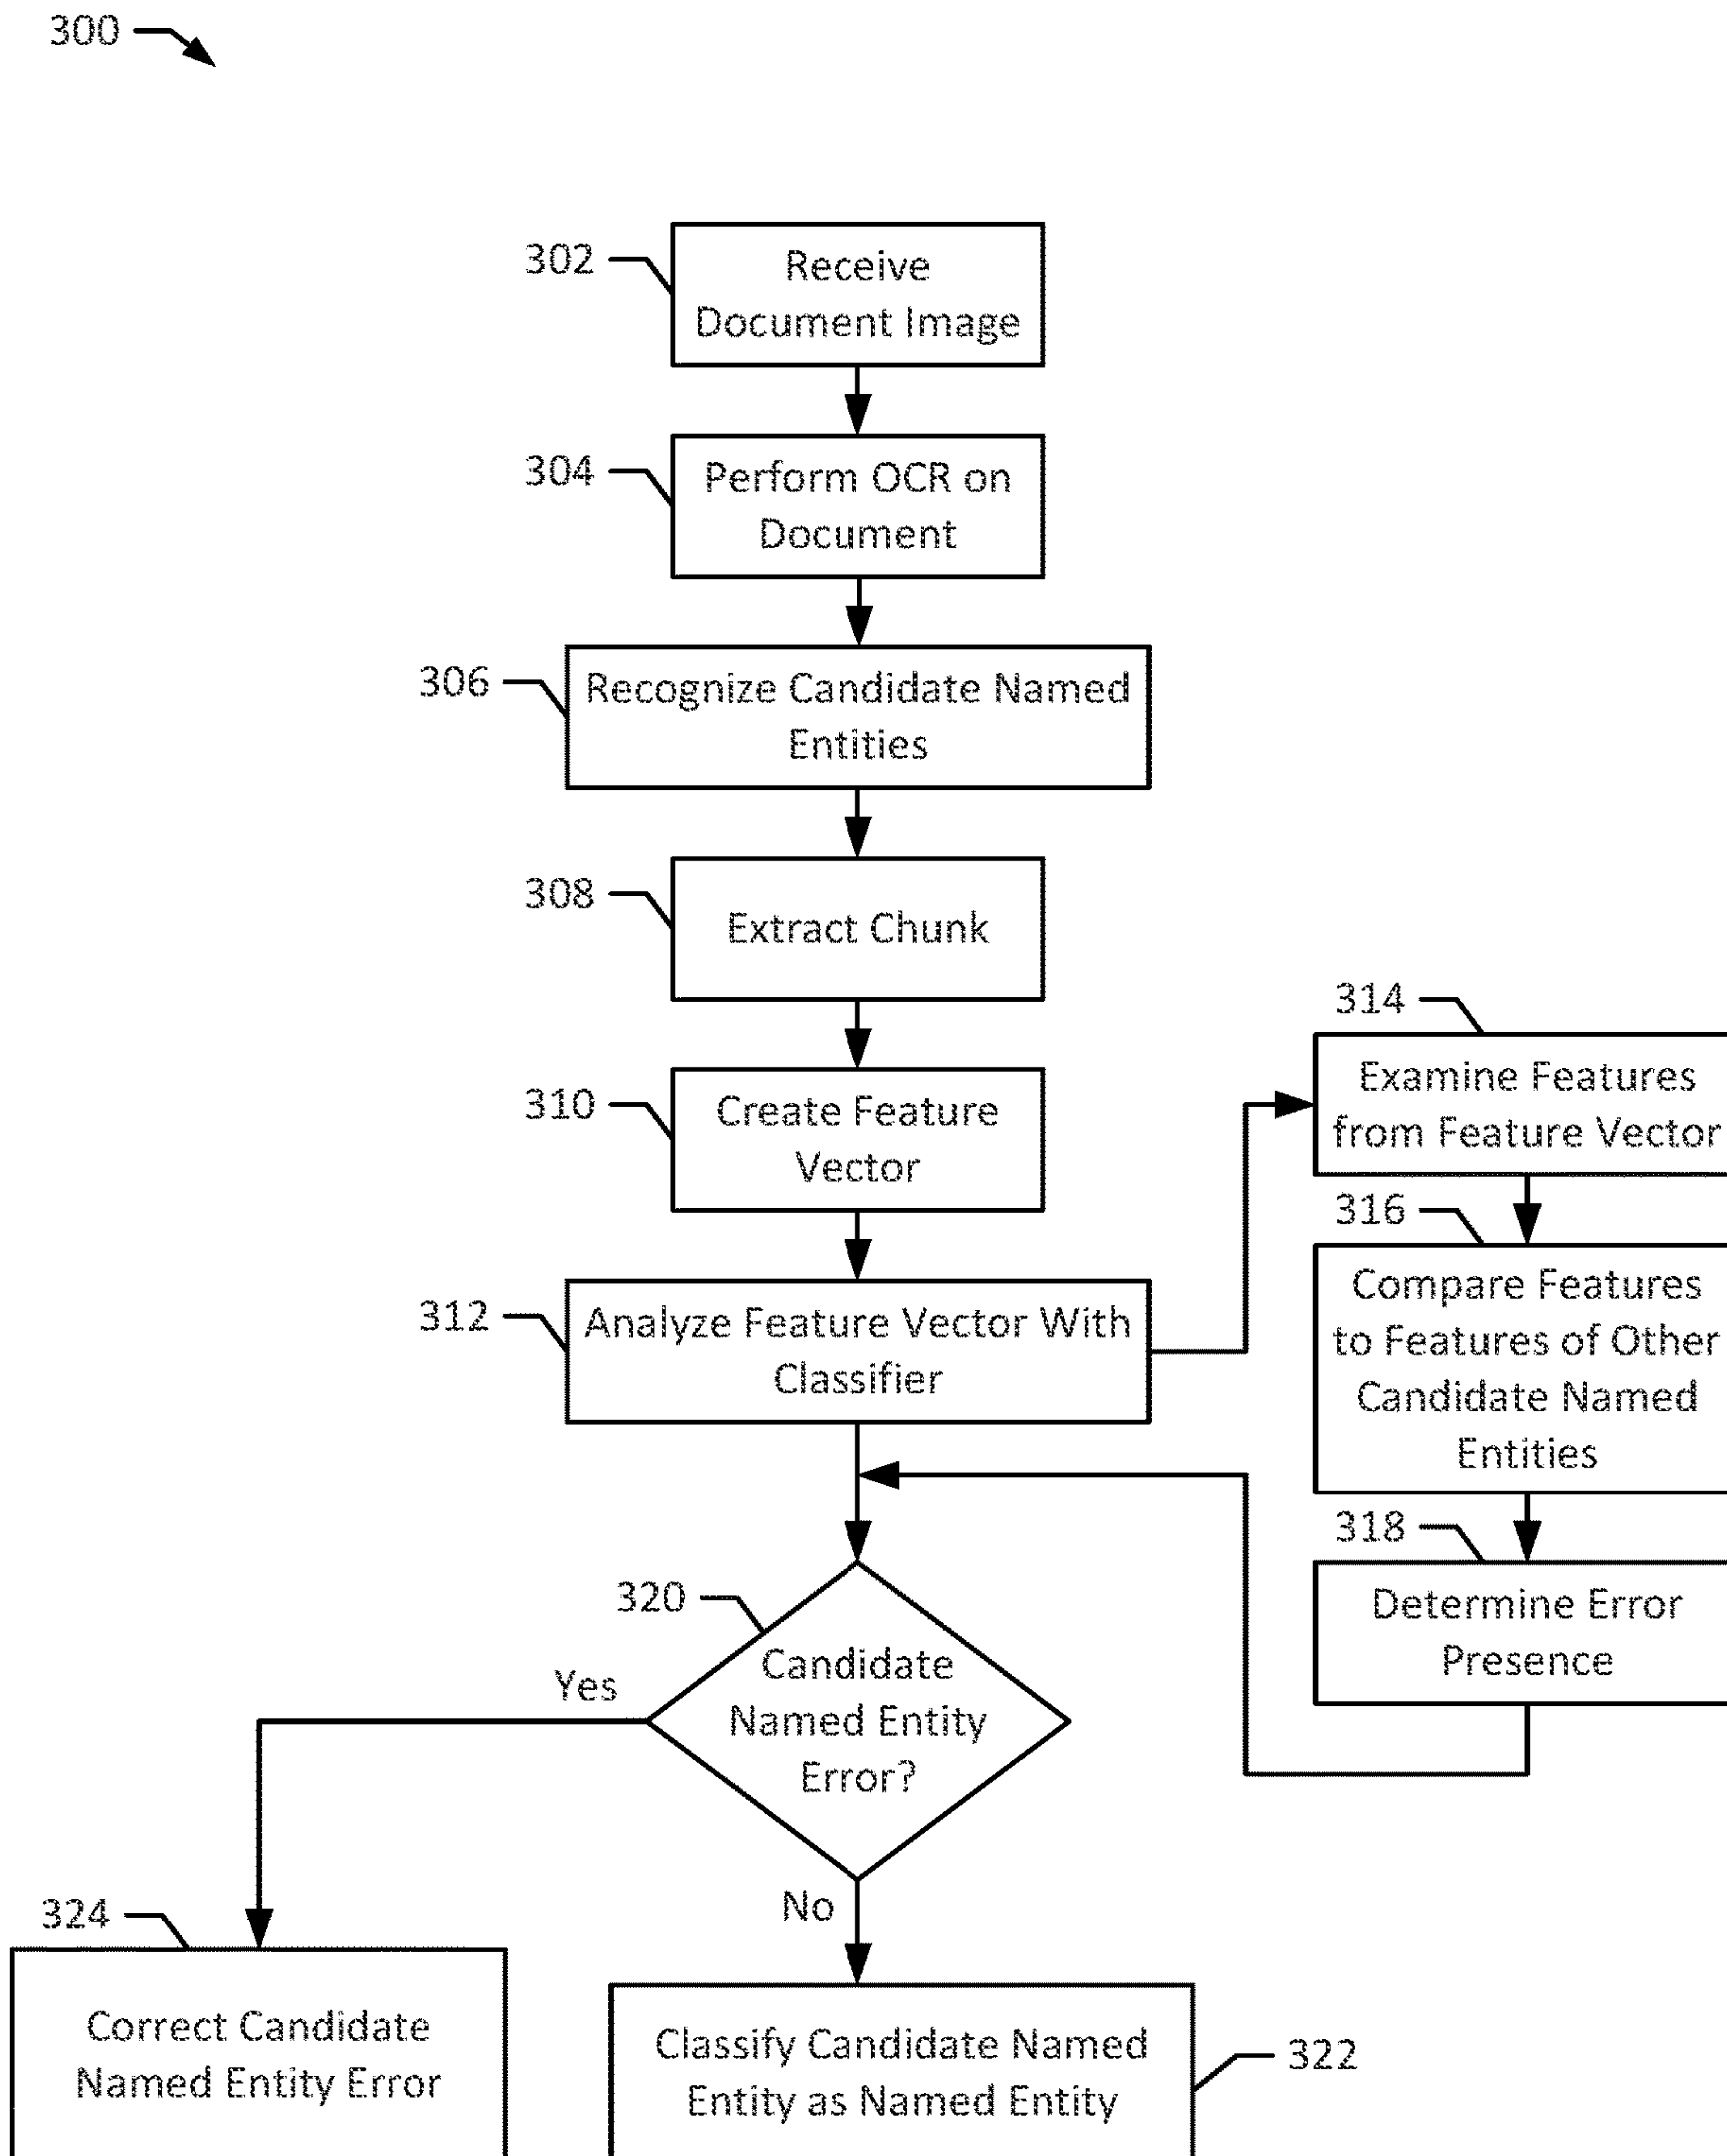 300
302
Receive
Document Image
304
Perform OCR on
Document
306
Recognize Candidate Named
Entities
308
Extract Chunk
310
Create Feature
Vector
312
Analyze Feature Vector With
Classifier
314
Examine Features
from Feature Vector
316
Compare Features
to Features of Other
Candidate Named
Entities
318
Determine Error
Presence
320
Candidate
Named Entity
Error?
Yes
No
324
Correct Candidate
Named Entity Error
Classify Candidate Named
Entity as Named Entity
322